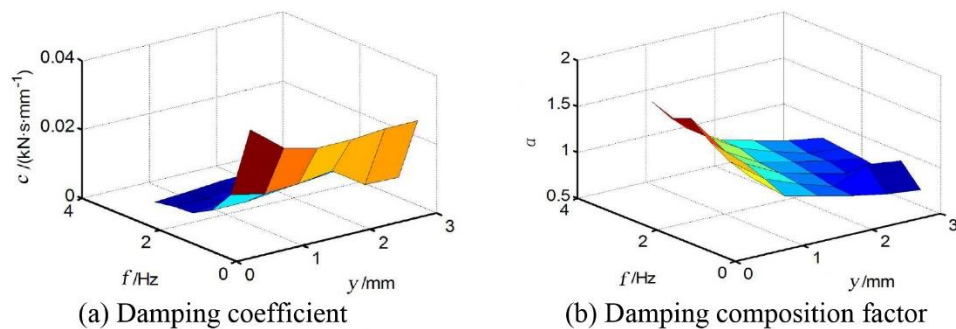 0.04
0.02
0
c /(kN·s·mm⁻¹)
4
2
0
f /Hz
0
1
2
3
y /mm
(a) Damping coefficient
2
1.5
1
0.5
a
4
2
0
f /Hz
0
1
2
3
y /mm
(b) Damping composition factor